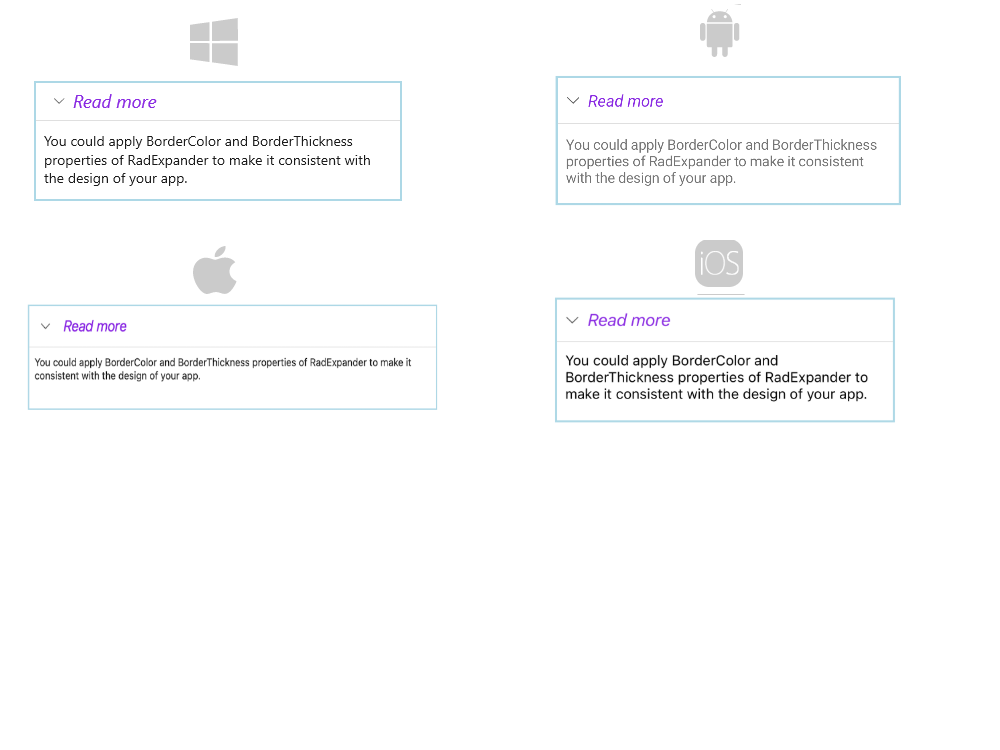 Read more
You could apply BorderColor and BorderThickness
properties of RadExpander to make it consistent with
the design of your app.
Read more
You could apply BorderColor and BorderThickness
properties of RadExpander to make it consistent
with the design of your app.
Read more
You could apply BorderColor and BorderThickness properties of RadExpander to make it
consistent with the design of your app.
iOS
Read more
You could apply BorderColor and
BorderThickness properties of RadExpander to
make it consistent with the design of your app.